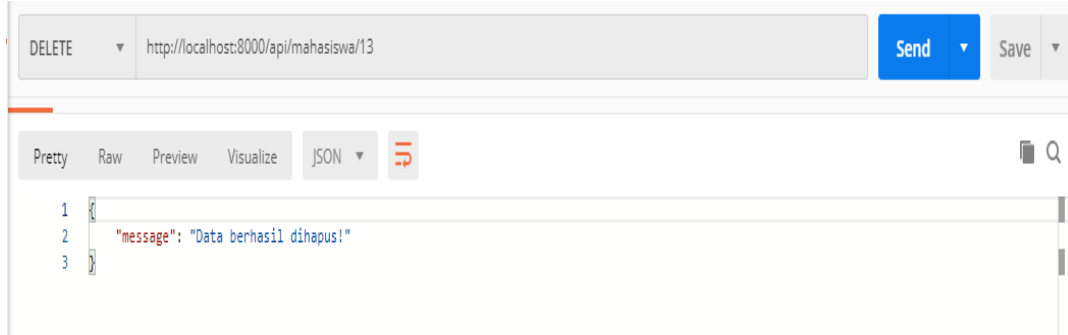 DELETE http://localhost:8000/api/mahasiswa/13 Send Save
Pretty Raw Preview Visualize JSON
1 {
2 "message": "Data berhasil dihapus!"
3 }